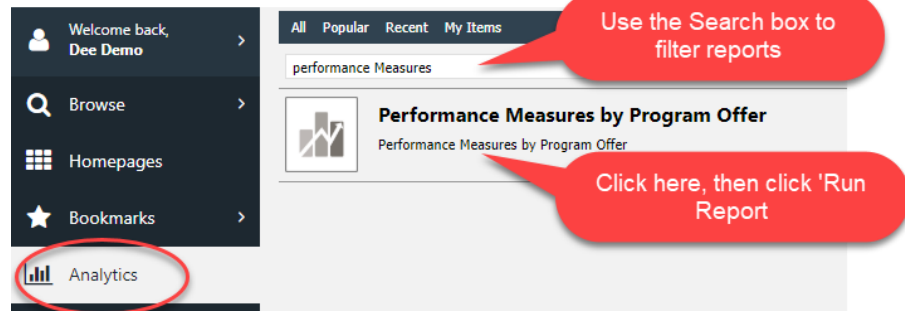 Welcome back,
Dee Demo
Browse
Homepages
Bookmarks
Analytics
All Popular Recent My Items
performance Measures
Performance Measures by Program Offer
Performance Measures by Program Offer
Use the Search box to
filter reports
Click here, then click 'Run
Report